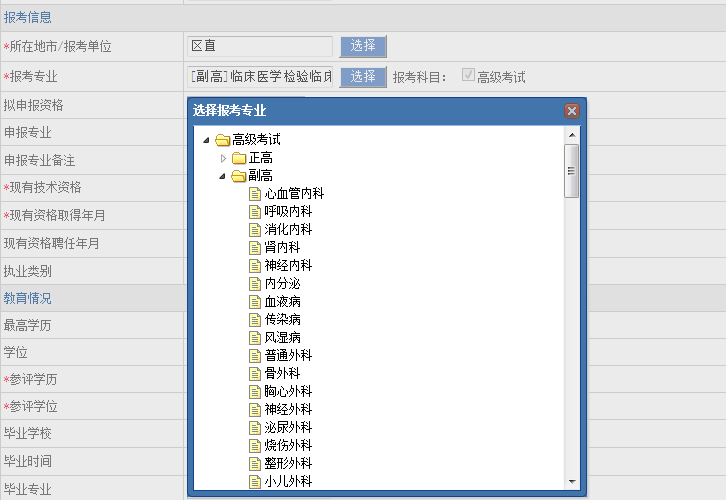 报考信息
*所在地市/报考单位 区直 选择
*报考专业 [副高]临床医学检验临床 选择 报考科目： 高级考试
拟申报资格
申报专业
申报专业备注
*现有技术资格
*现有资格取得年月
现有资格聘任年月
执业类别
教育情况
最高学历
学位
*参评学历
*参评学位
毕业学校
毕业时间
毕业专业
选择报考专业
高级考试
正高
副高
心血管内科
呼吸内科
消化内科
肾内科
神经内科
内分泌
血液病
传染病
风湿病
普通外科
骨外科
胸心外科
神经外科
泌尿外科
烧伤外科
整形外科
小儿外科